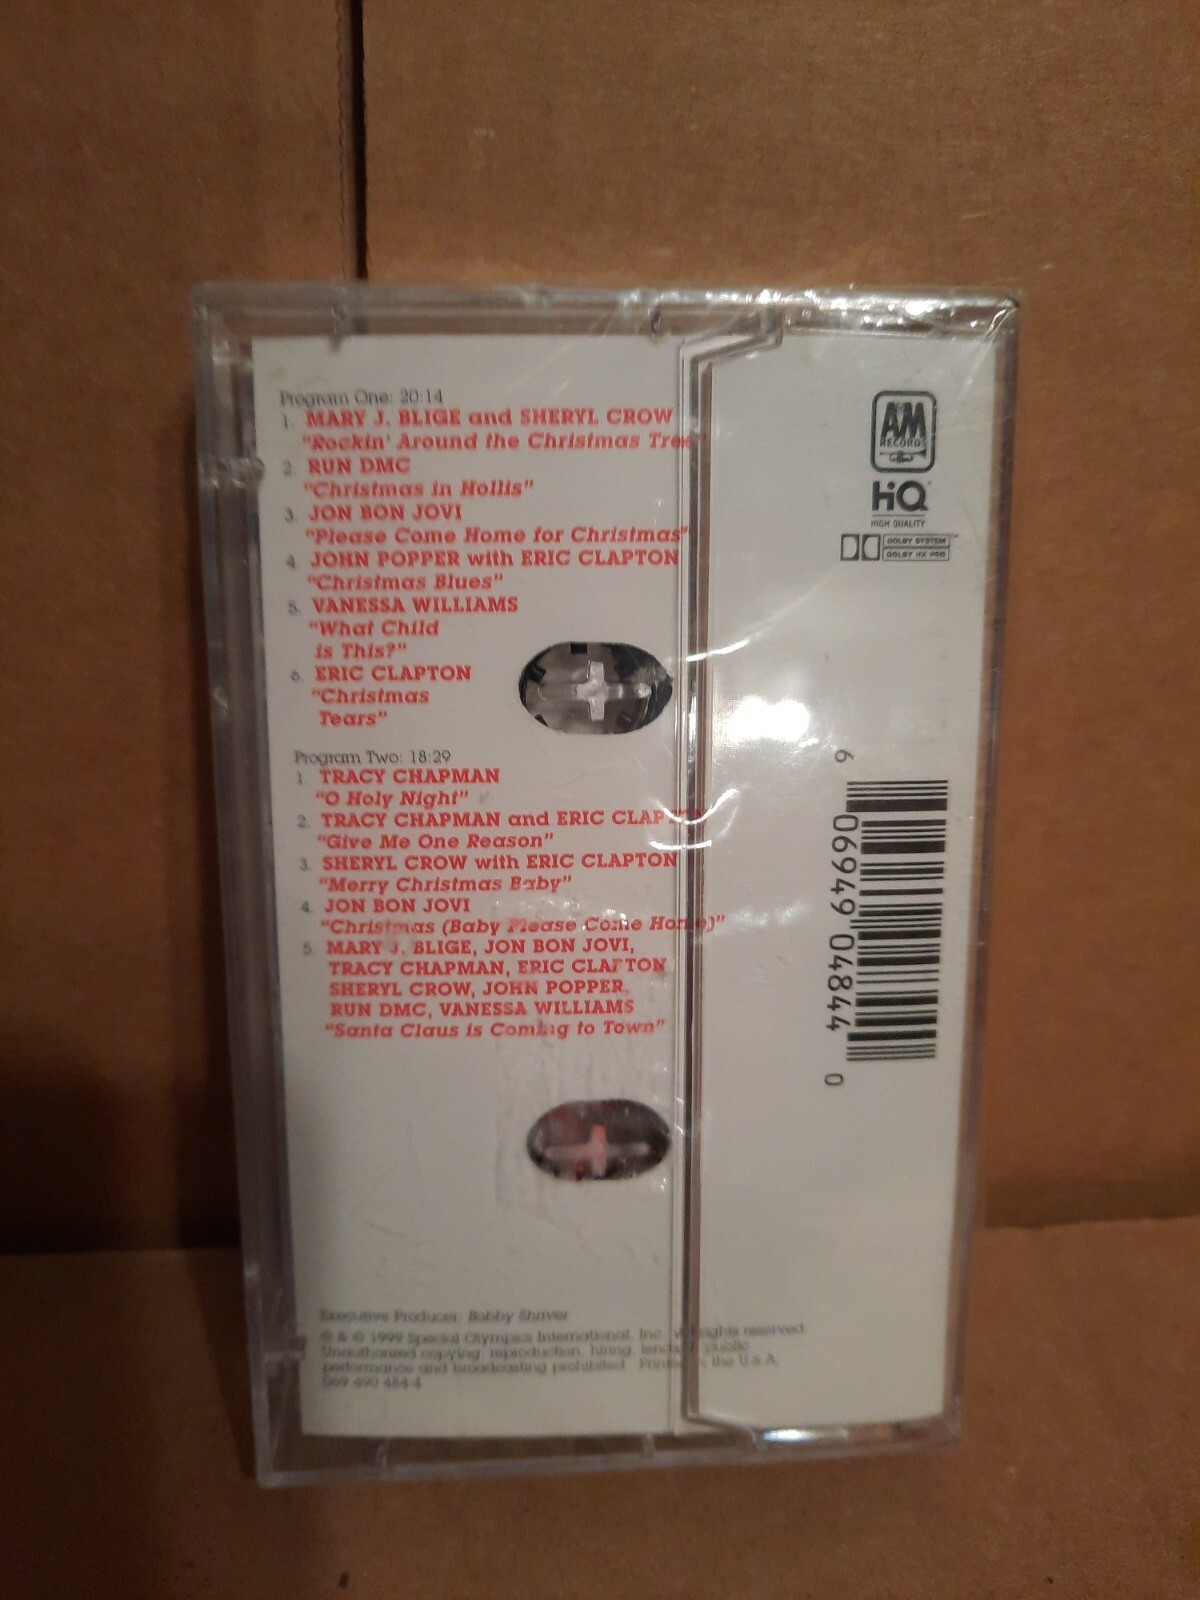 Program One: 20:14
1. MARY J. BLIGE and SHERYL CROW
"Rockin' Around the Christmas Tree"
2. RUN DMC
"Christmas in Hollis"
3. JON BON JOVI
"Please Come Home for Christmas"
4. JOHN POPPER with ERIC CLAPTON
"Christmas Blues"
5. VANESSA WILLIAMS
"What Child
is This?"
6. ERIC CLAPTON
"Christmas
Tears"
Program Two: 18:29
1. TRACY CHAPMAN
"O Holy Night"
2. TRACY CHAPMAN and ERIC CLAPTON
"Give Me One Reason"
3. SHERYL CROW with ERIC CLAPTON
"Merry Christmas Baby"
4. JON BON JOVI
"Christmas (Baby Please Come Home)"
5. MARY J. BLIGE, JON BON JOVI,
TRACY CHAPMAN, ERIC CLAPTON
SHERYL CROW, JOHN POPPER,
RUN DMC, VANESSA WILLIAMS
"Santa Claus is Coming to Town"
Executive Producer: Bobby Shriver
℗ & © 1999 Special Olympics International, Inc. All rights reserved.
Unauthorized copying, reproduction, hiring, lending, public
performance and broadcasting prohibited. Printed in the U.S.A.
069 490 484-4
A&M
RECORDS
HiQ
HIGH QUALITY
DOLBY SYSTEM
DOLBY HX PRO
6 06949 04844 0